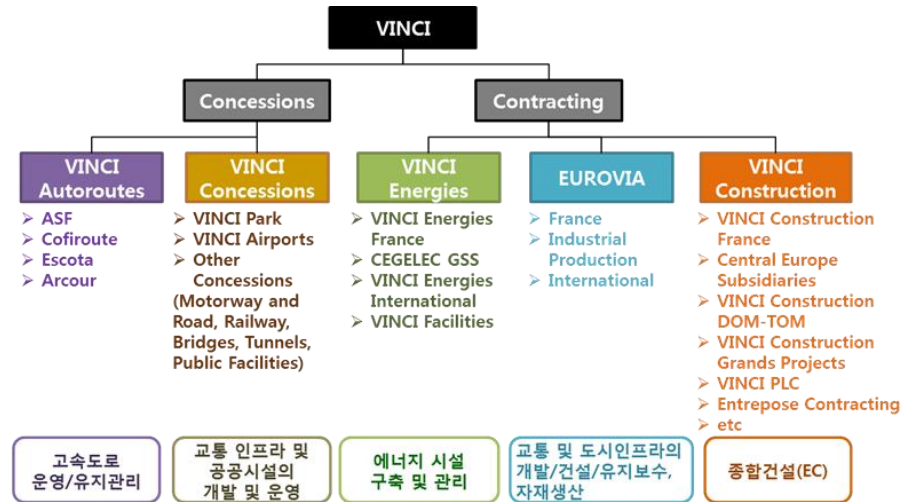 VINCI
Concessions
Contracting
VINCI
Autoroutes
VINCI
Concessions
VINCI
Energies
EUROVIA
VINCI
Construction
➢ ASF
➢ Cofiroute
➢ Escota
➢ Arcour
➢ VINCI Park
➢ VINCI Airports
➢ Other
Concessions
(Motorway and
Road, Railway,
Bridges, Tunnels,
Public Facilities)
➢ VINCI Energies
France
➢ CEGELEC GSS
➢ VINCI Energies
International
➢ VINCI Facilities
➢ France
➢ Industrial
Production
➢ International
➢ VINCI Construction
France
➢ Central Europe
Subsidiaries
➢ VINCI Construction
DOM-TOM
➢ VINCI Construction
Grands Projects
➢ VINCI PLC
➢ Entrepose Contracting
➢ etc
고속도로
운영/유지관리
교통 인프라 및
공공시설의
개발 및 운영
에너지 시설
구축 및 관리
교통 및 도시인프라의
개발/건설/유지보수,
자재생산
종합건설(EC)